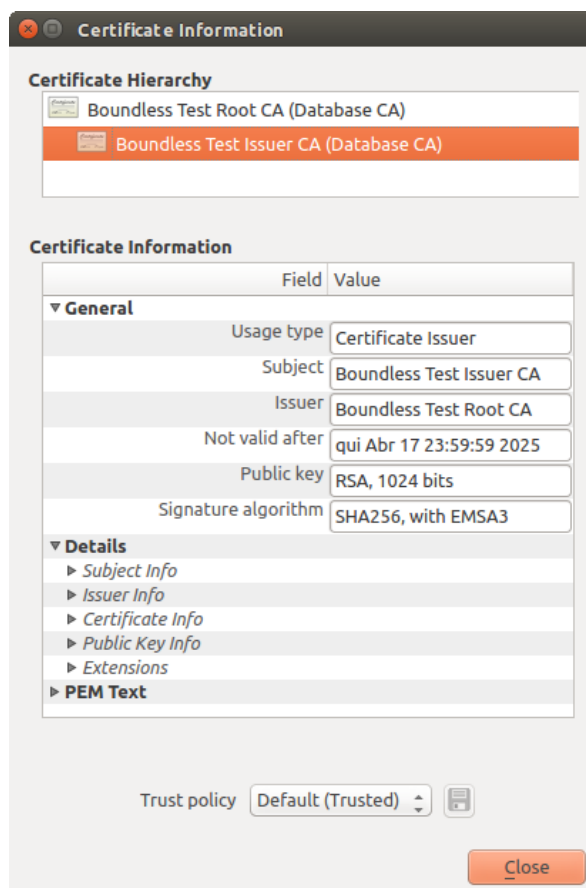 Certificate Information
Certificate Hierarchy
Boundless Test Root CA (Database CA)
Boundless Test Issuer CA (Database CA)
Certificate Information
Field Value
General
Usage type Certificate Issuer
Subject Boundless Test Issuer CA
Issuer Boundless Test Root CA
Not valid after qui Abr 17 23:59:59 2025
Public key RSA, 1024 bits
Signature algorithm SHA256, with EMSA3
Details
Subject Info
Issuer Info
Certificate Info
Public Key Info
Extensions
PEM Text
Trust policy Default (Trusted)
Close